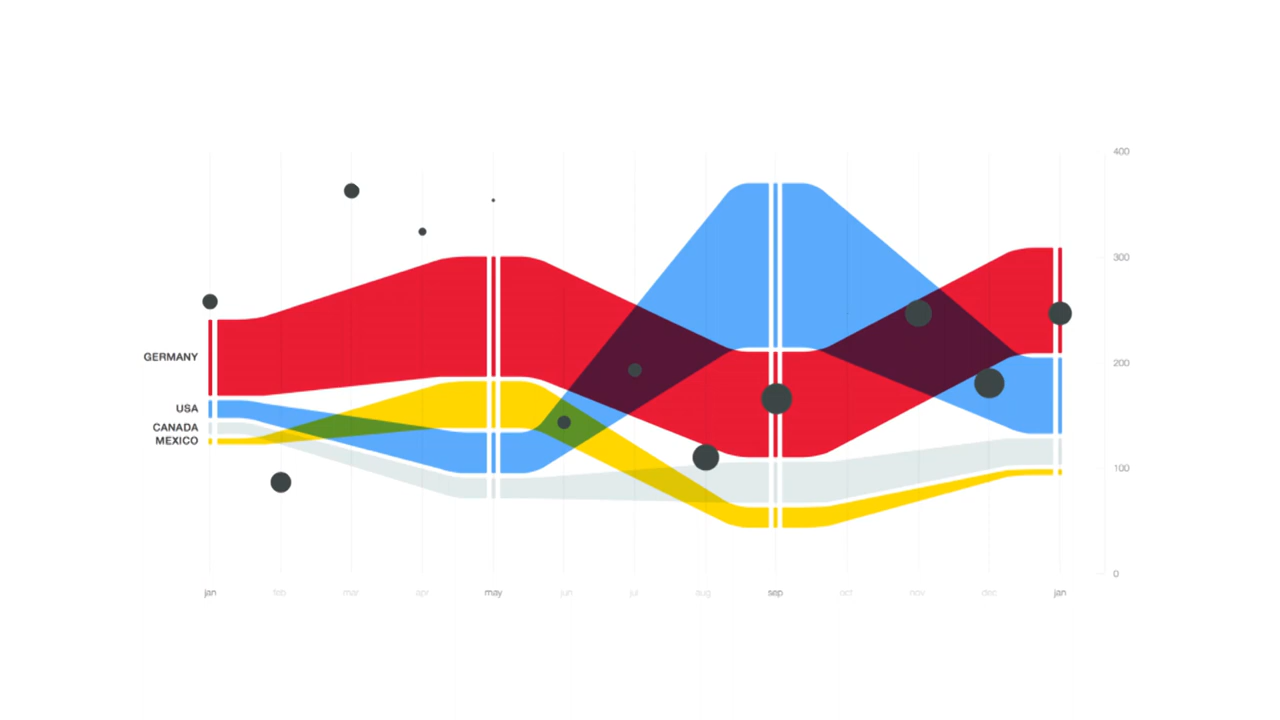 400
300
GERMANY
200
USA
CANADA
MEXICO
100
0
jan feb mar apr may jun jul aug sep oct nov dec jan